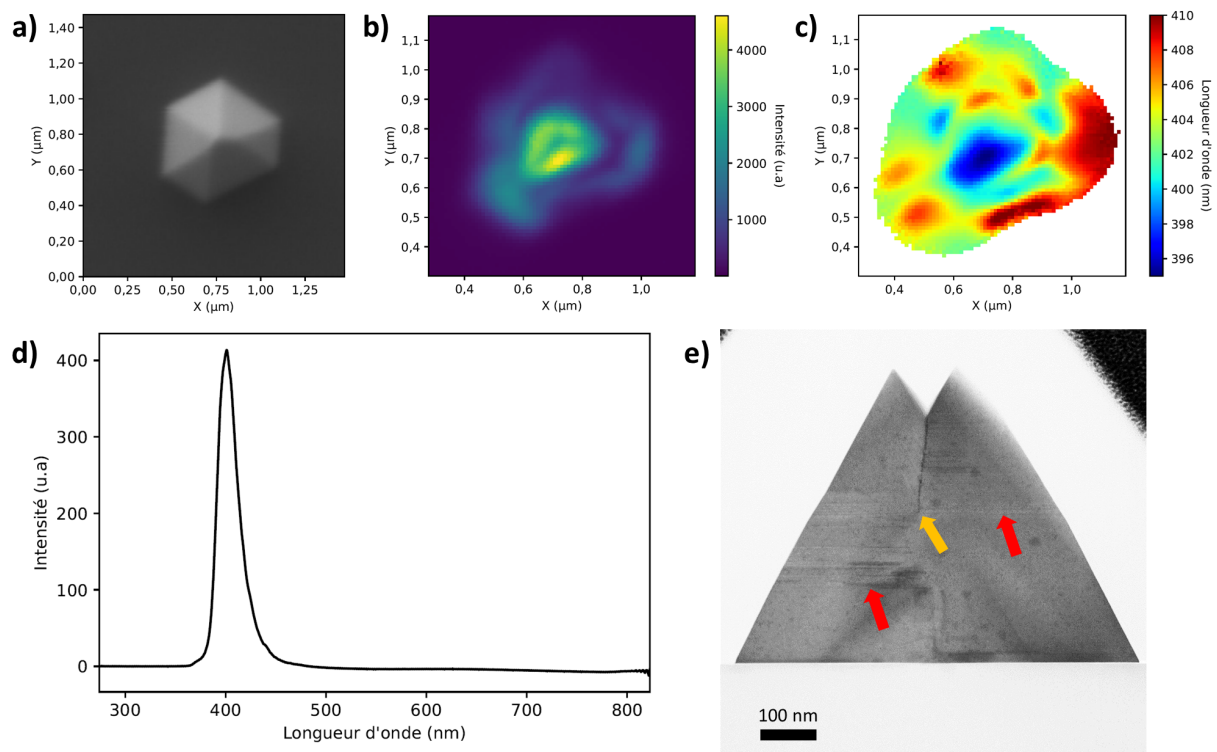 a)
1,40
1,20
1,00
0,80
0,60
0,40
0,20
0,00
Y (µm)
0,00 0,25 0,50 0,75 1,00 1,25
X (µm)
b)
1,1
1,0
0,9
0,8
0,7
0,6
0,5
0,4
Y (µm)
0,4 0,6 0,8 1,0
X (µm)
4000
3000
2000
1000
Intensité (u.a)
c)
1,1
1,0
0,9
0,8
0,7
0,6
0,5
0,4
Y (µm)
0,4 0,6 0,8 1,0
X (µm)
410
408
406
404
402
400
398
396
Longueur d'onde (nm)
d)
400
300
200
100
0
Intensité (u.a)
300 400 500 600 700 800
Longueur d'onde (nm)
e)
100 nm